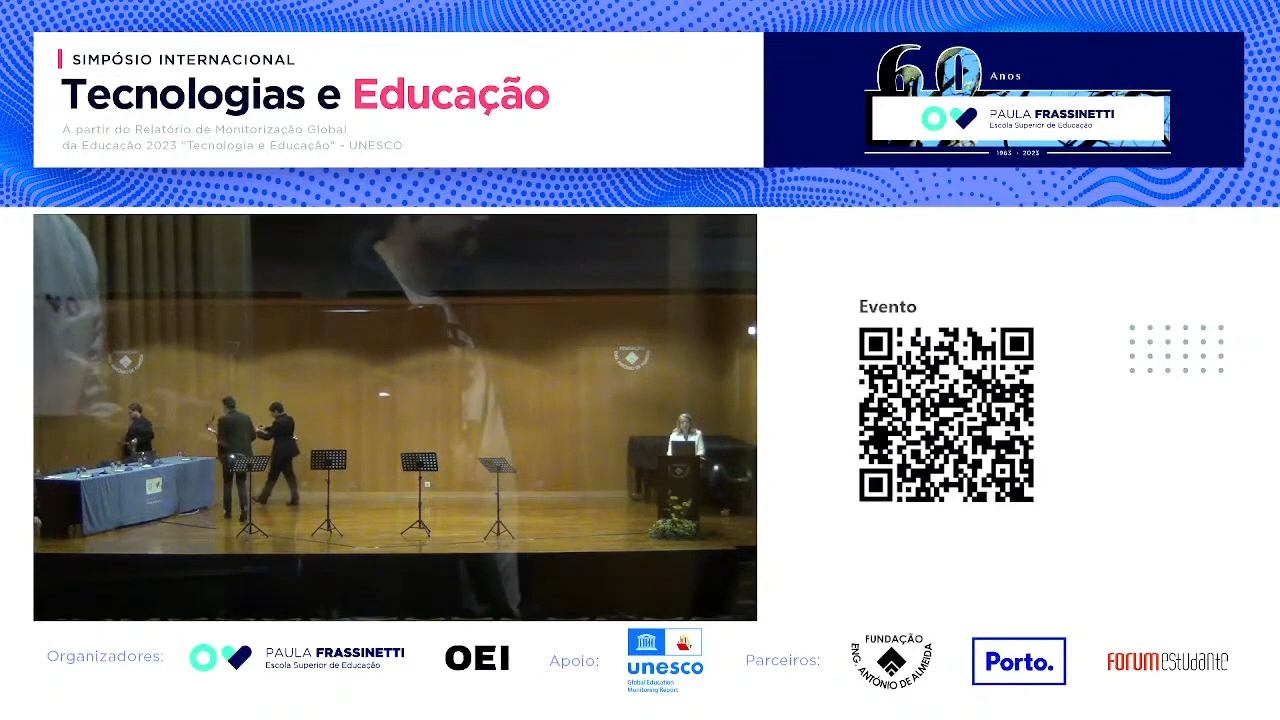 SIMPÓSIO INTERNACIONAL
Tecnologias e Educação
A partir do Relatório de Monitorização Global
da Educação 2023 "Tecnologia e Educação" - UNESCO
60 Anos
PAULA FRASSINETTI
Escola Superior de Educação
1963 · 2023
Evento
Organizadores:
PAULA FRASSINETTI
Escola Superior de Educação
OEI
Apoio:
unesco
Global Education
Monitoring Report
Parceiros:
FUNDAÇÃO
ENG. ANTÓNIO DE ALMEIDA
Porto.
FORUM estudante